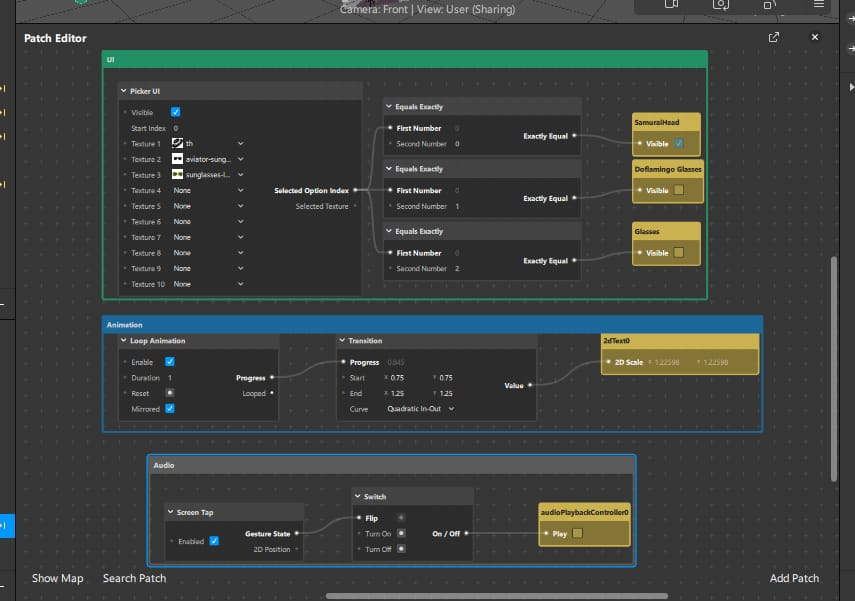 Camera: Front | View: User (Sharing)
Patch Editor
UI
Picker UI
Visible
Start Index 0
Texture 1 th
Texture 2 aviator-sung...
Texture 3 sunglasses-i...
Texture 4 None
Texture 5 None
Texture 6 None
Texture 7 None
Texture 8 None
Texture 9 None
Texture 10 None
Selected Option Index
Selected Texture
Equals Exactly
First Number 0
Second Number 0
Exactly Equal
Equals Exactly
First Number 0
Second Number 1
Exactly Equal
Equals Exactly
First Number 0
Second Number 2
Exactly Equal
SamuraiHead
Visible
Doflamingo Glasses
Visible
Glasses
Visible
Animation
Loop Animation
Enable
Duration 1
Reset
Mirrored
Progress
Looped
Transition
Progress 0.845
Start X 0.75 Y 0.75
End X 1.25 Y 1.25
Curve Quadratic In-Out
Value
2dText0
2D Scale X 1.22598 Y 1.22598
Audio
Screen Tap
Enabled
Gesture State
2D Position
Switch
Flip
Turn On
Turn Off
On / Off
audioPlaybackController0
Play
Show Map
Search Patch
Add Patch